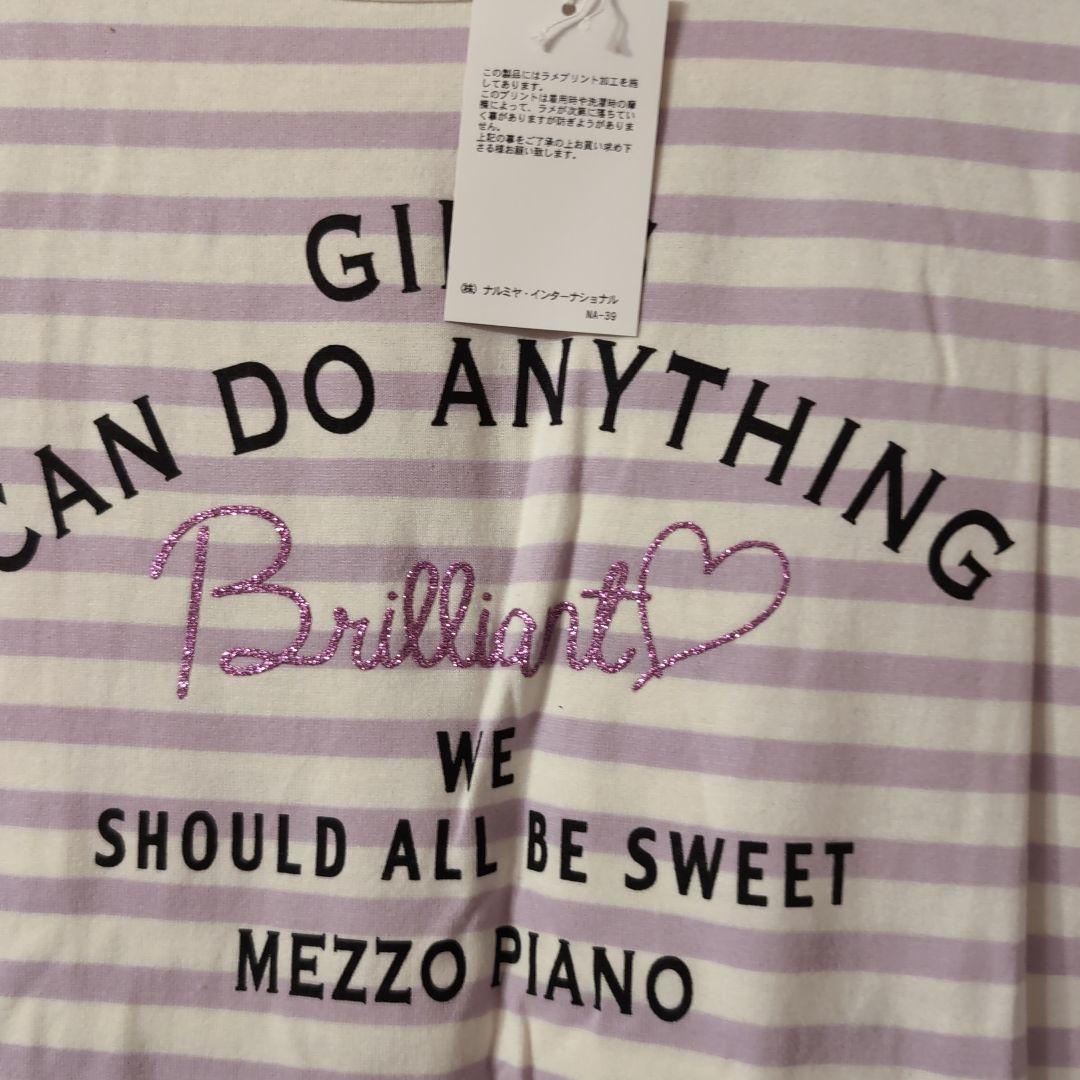 この製品にはラメプリント加工を施
してあります。
このプリントは着用時や洗濯時の摩
擦によって、ラメが次第に落ちてい
く事がありますが防ぎようがありま
せん。
上記の事をご了承の上お買い求め下
さる様お願い致します。
(株) ナルミヤ・インターナショナル
NA-39
CAN DO ANYTHING
Brilliant
WE
SHOULD ALL BE SWEET
MEZZO PIANO